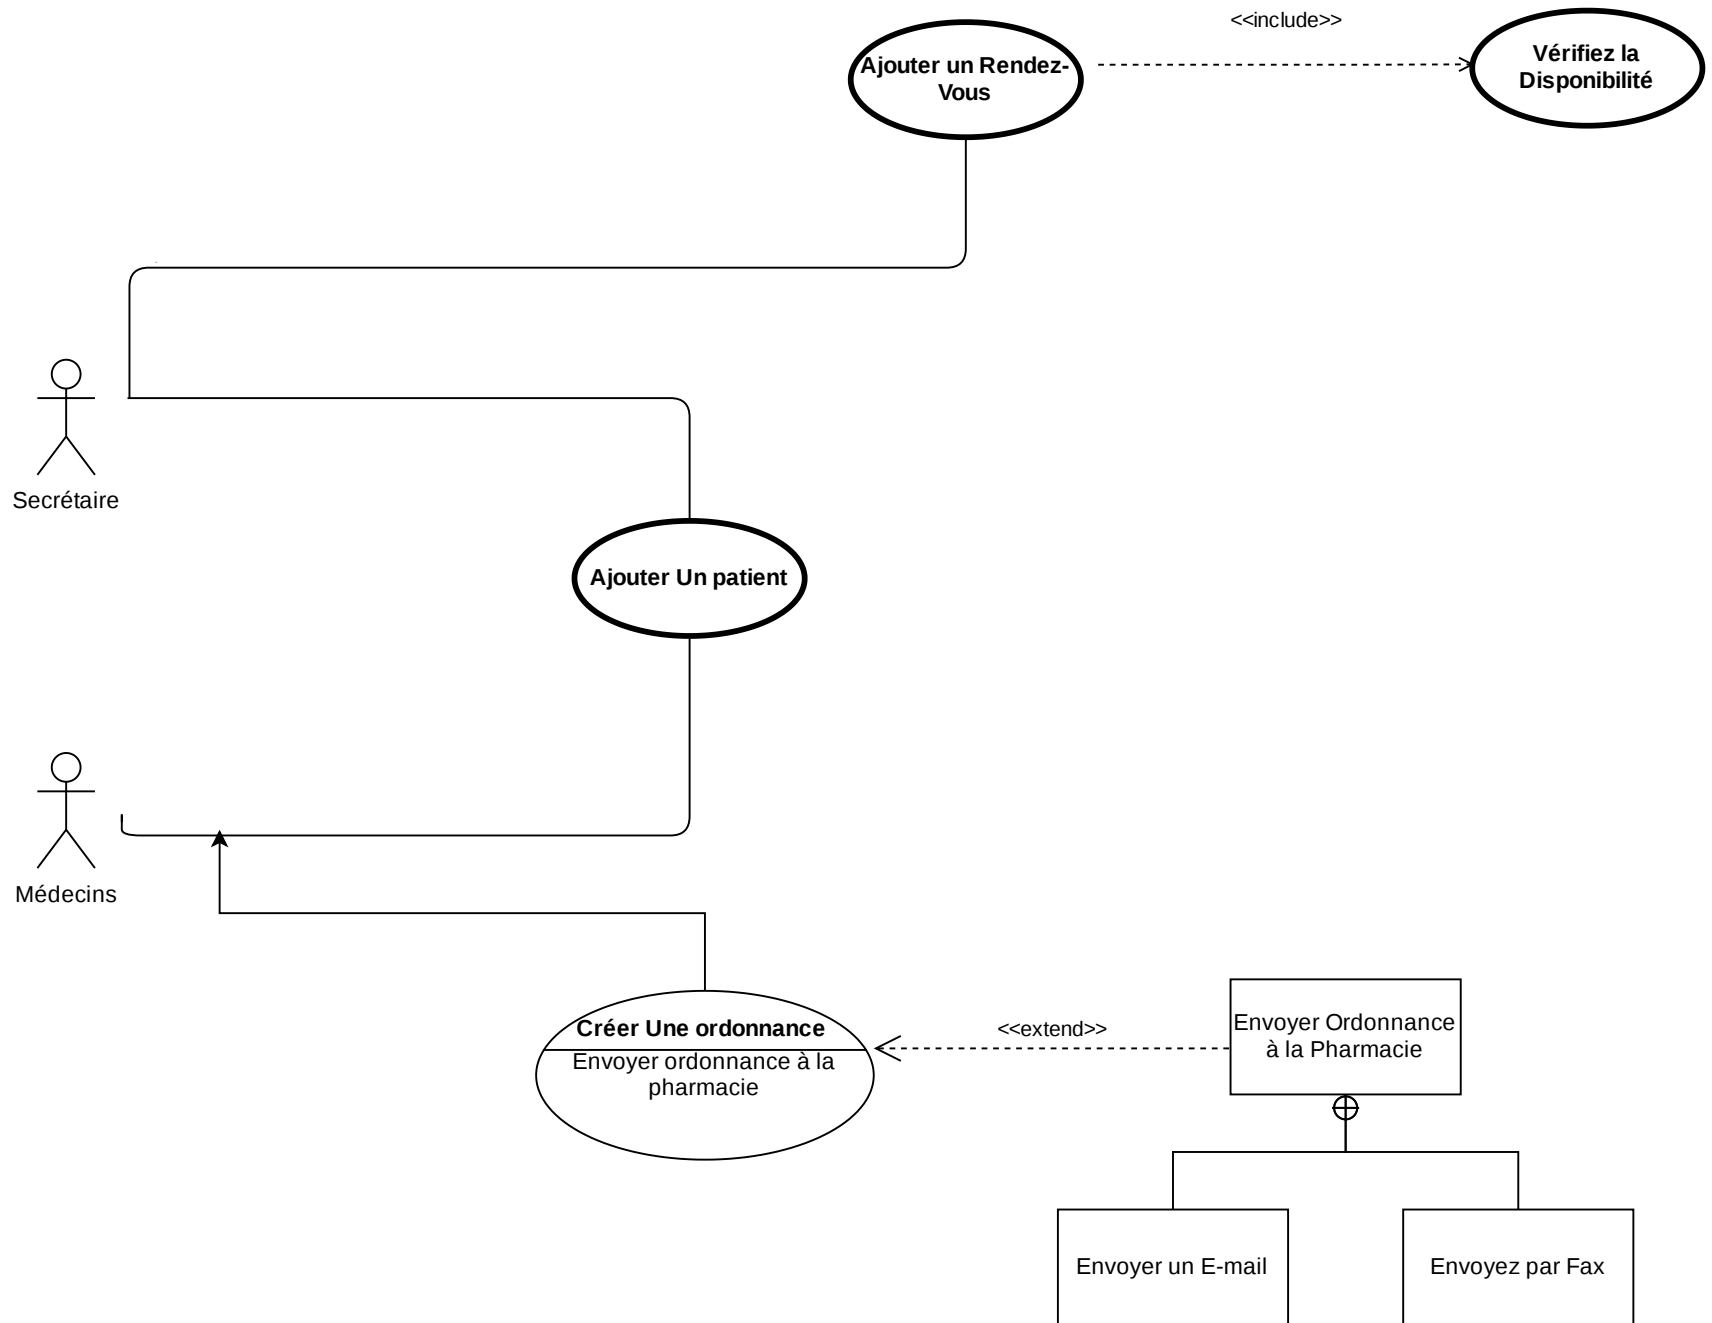 <<include>>
Ajouter un Rendez-
Vous
Vérifiez la
Disponibilité
Secrétaire
Ajouter Un patient
Médecins
Créer Une ordonnance
Envoyer ordonnance à la
pharmacie
<<extend>>
Envoyer Ordonnance
à la Pharmacie
Envoyer un E-mail
Envoyez par Fax